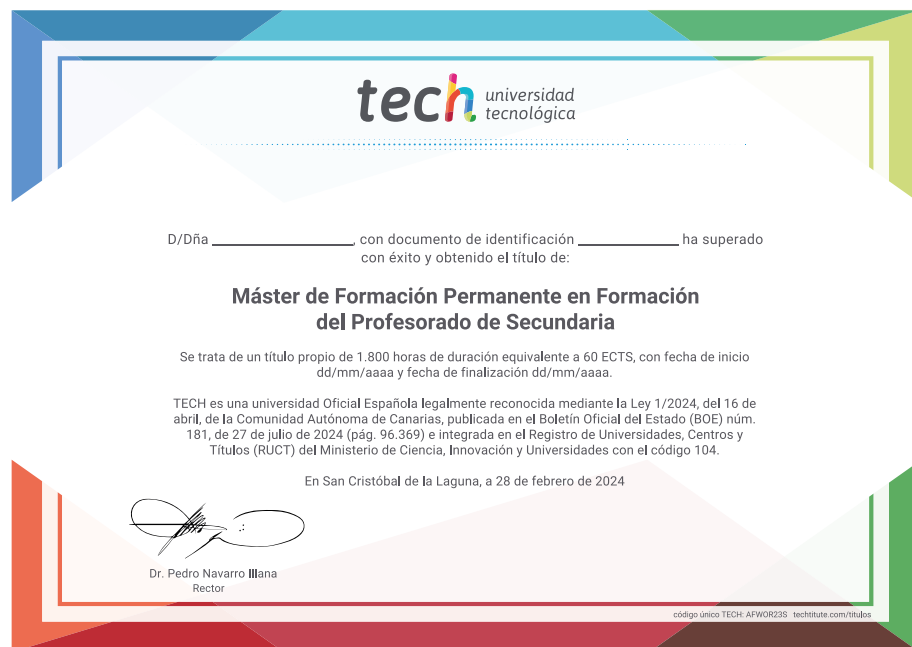 tech universidad
tecnológica
D/Dña ________________, con documento de identificación ____________ ha superado
con éxito y obtenido el título de:
Máster de Formación Permanente en Formación
del Profesorado de Secundaria
Se trata de un título propio de 1.800 horas de duración equivalente a 60 ECTS, con fecha de inicio
dd/mm/aaaa y fecha de finalización dd/mm/aaaa.
TECH es una universidad Oficial Española legalmente reconocida mediante la Ley 1/2024, del 16 de
abril, de la Comunidad Autónoma de Canarias, publicada en el Boletín Oficial del Estado (BOE) núm.
181, de 27 de julio de 2024 (pág. 96.369) e integrada en el Registro de Universidades, Centros y
Títulos (RUCT) del Ministerio de Ciencia, Innovación y Universidades con el código 104.
En San Cristóbal de la Laguna, a 28 de febrero de 2024
Dr. Pedro Navarro Illana
Rector
código único TECH: AFWOR23S techtitute.com/titulos